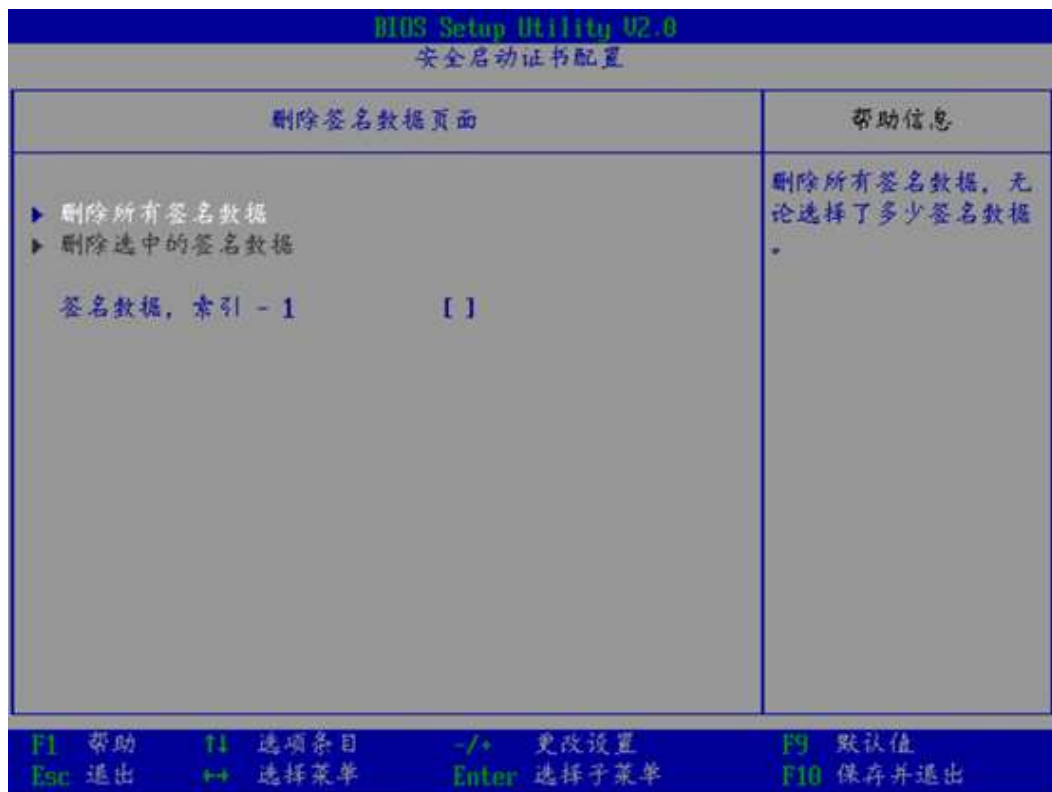 BIOS Setup Utility V2.0
安全启动证书配置
删除签名数据页面
帮助信息
▶ 删除所有签名数据
▶ 删除选中的签名数据
签名数据, 索引 - 1 [ ]
删除所有签名数据, 无
论选择了多少签名数据
。
F1 帮助 ↑↓ 选项条目 -/+ 更改设置 F9 默认值
Esc 退出 ←→ 选择菜单 Enter 选择子菜单 F10 保存并退出